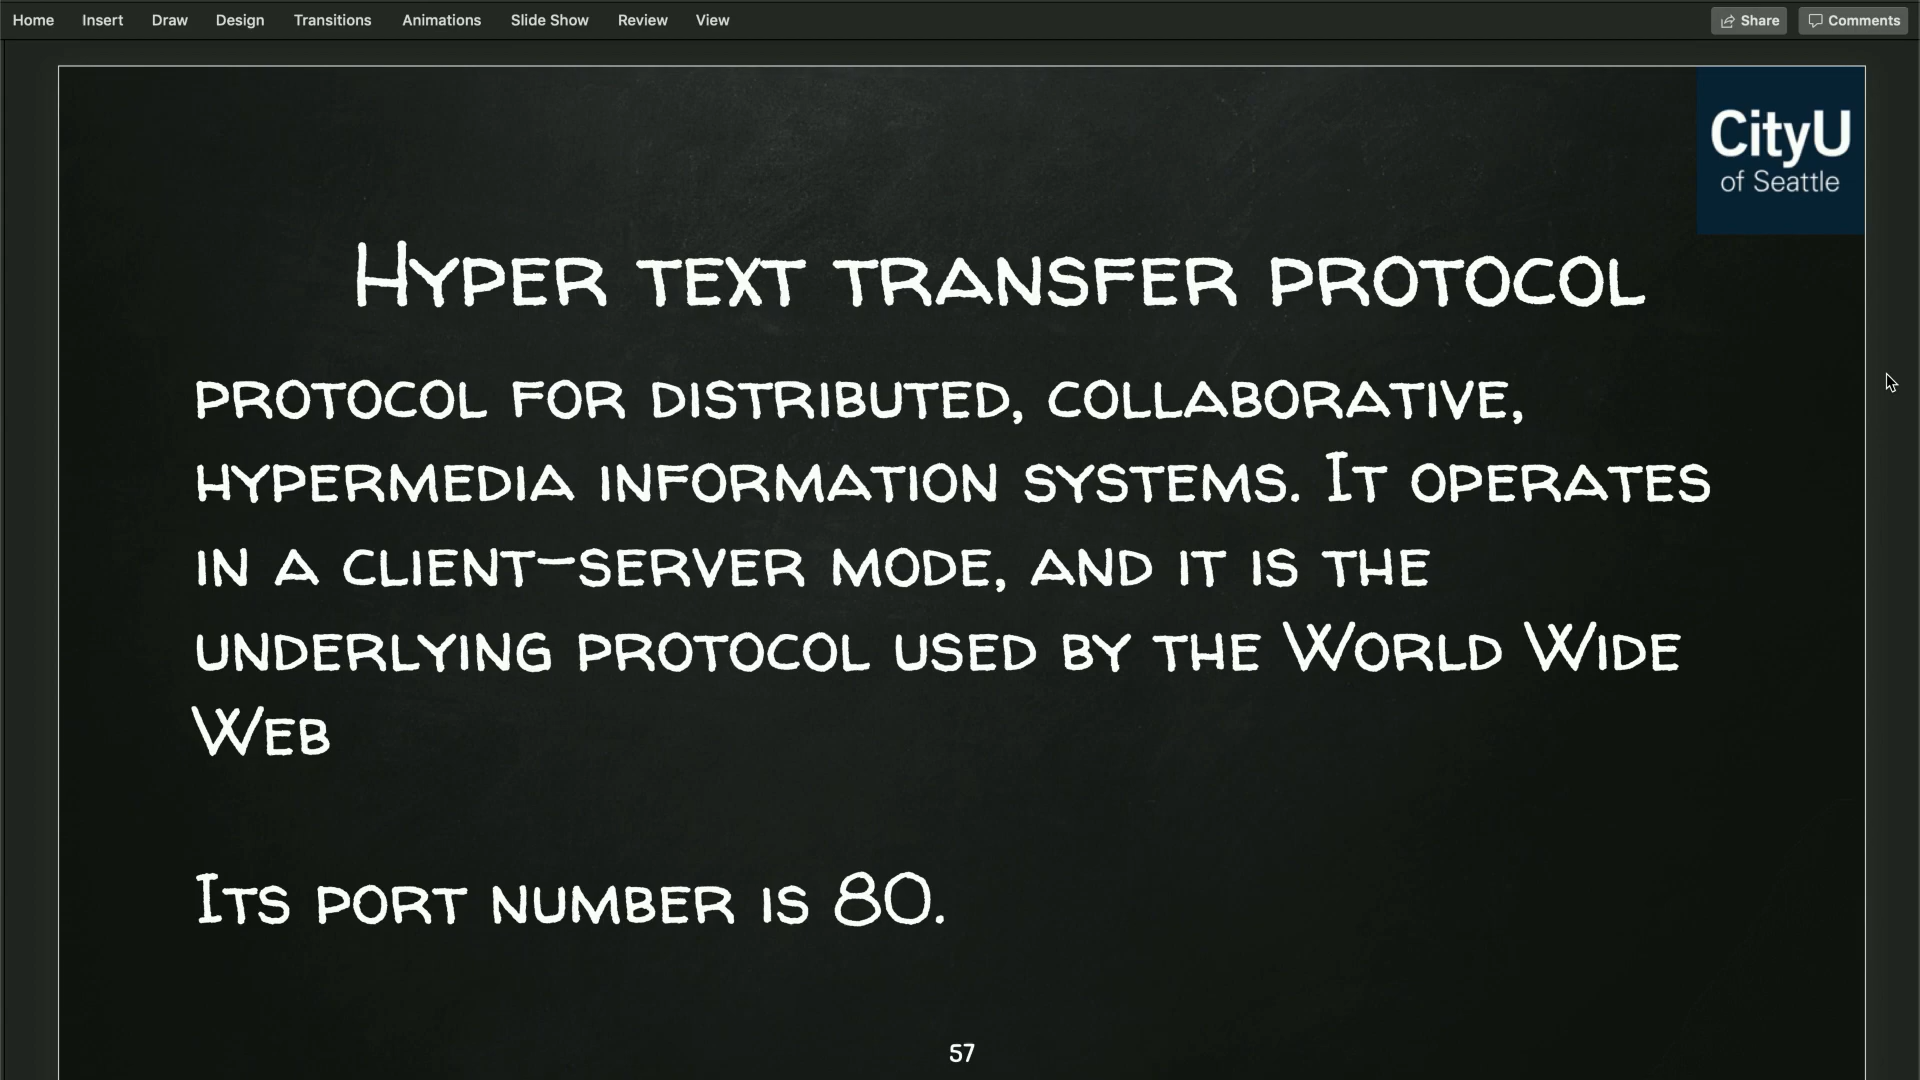 Home Insert Draw Design Transitions Animations Slide Show Review View Share Comments
CityU
of Seattle
Hyper text transfer protocol
protocol for distributed, collaborative,
hypermedia information systems. It operates
in a client-server mode, and it is the
underlying protocol used by the World Wide
Web
Its port number is 80.
57